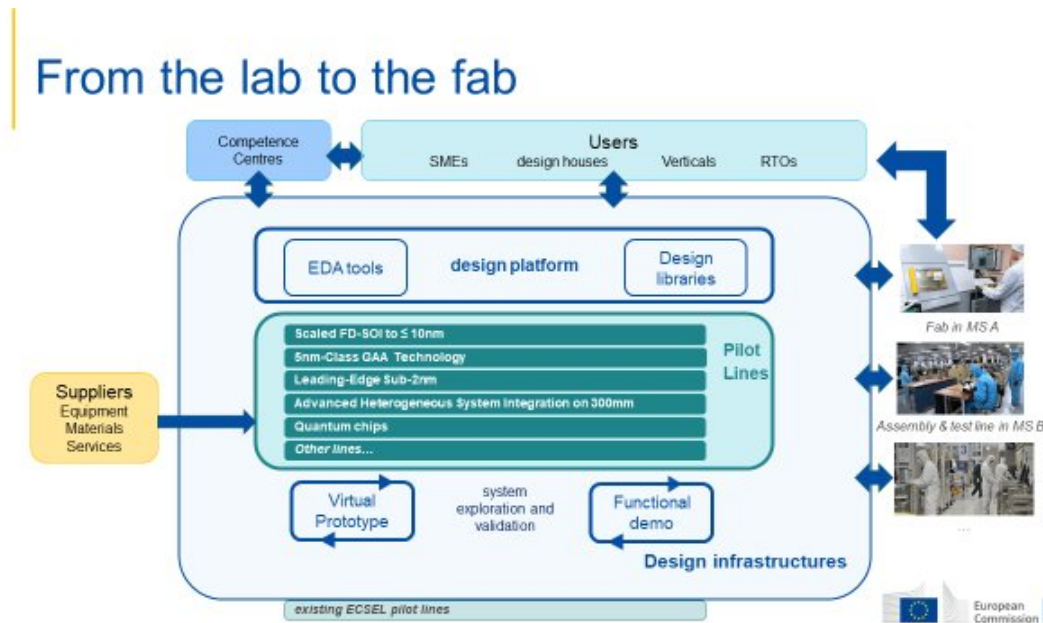 From the lab to the fab
Competence
Centres
Users
SMEs design houses Verticals RTOs
EDA tools
design platform
Design
libraries
Fab in MS A
Scaled FD-SOI to ≤ 10nm
5nm-Class GAA Technology
Leading-Edge Sub-2nm
Advanced Heterogeneous System Integration on 300mm
Quantum chips
Other lines...
Pilot
Lines
Suppliers
Equipment
Materials
Services
Assembly & test line in MS B
Virtual
Prototype
system
exploration and
validation
Functional
demo
...
Design infrastructures
existing ECSEL pilot lines
European
Commission